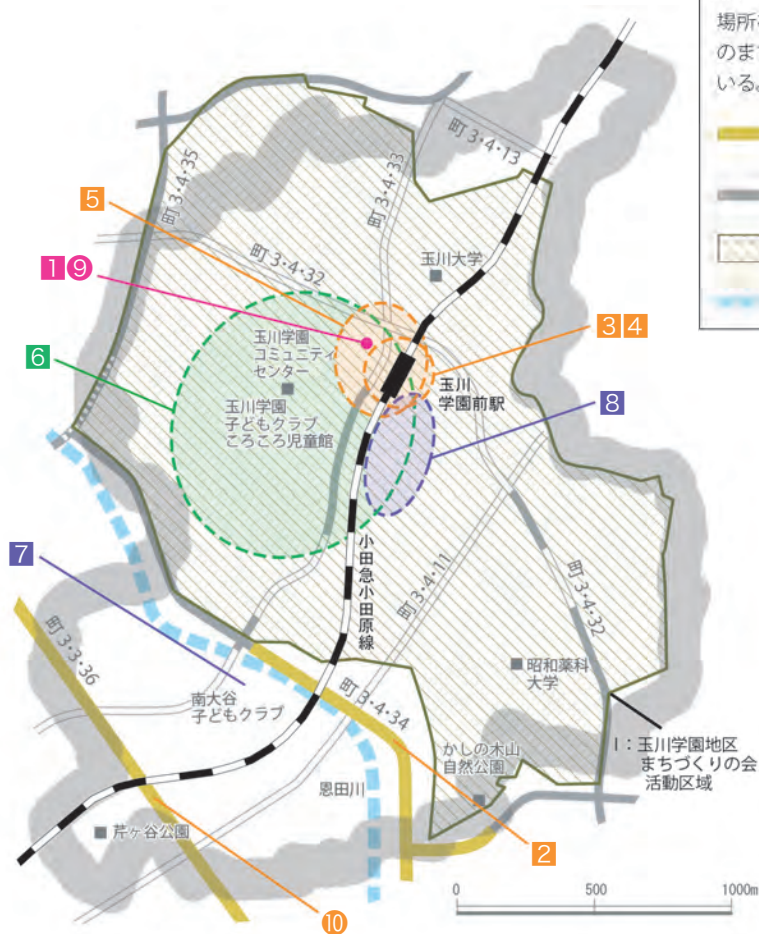 場所
のまち
いる。
町3・4・35
町3・4・33
町3・4・13
5
町3・4・32
玉川大学
1 9
3 4
玉川学園
コミュニティ
センター
6
玉川
学園前駅
玉川学園
子どもクラブ
ころころ児童館
8
小田急小田原線
町3・4・11
町3・4・32
7
町3・3・36
昭和薬科
大学
南大谷
子どもクラブ
町3・4・34
I：玉川学園地区
まちづくりの会
活動区域
かしの木山
自然公園
恩田川
芹ヶ谷公園
2
10
0 500 1000m